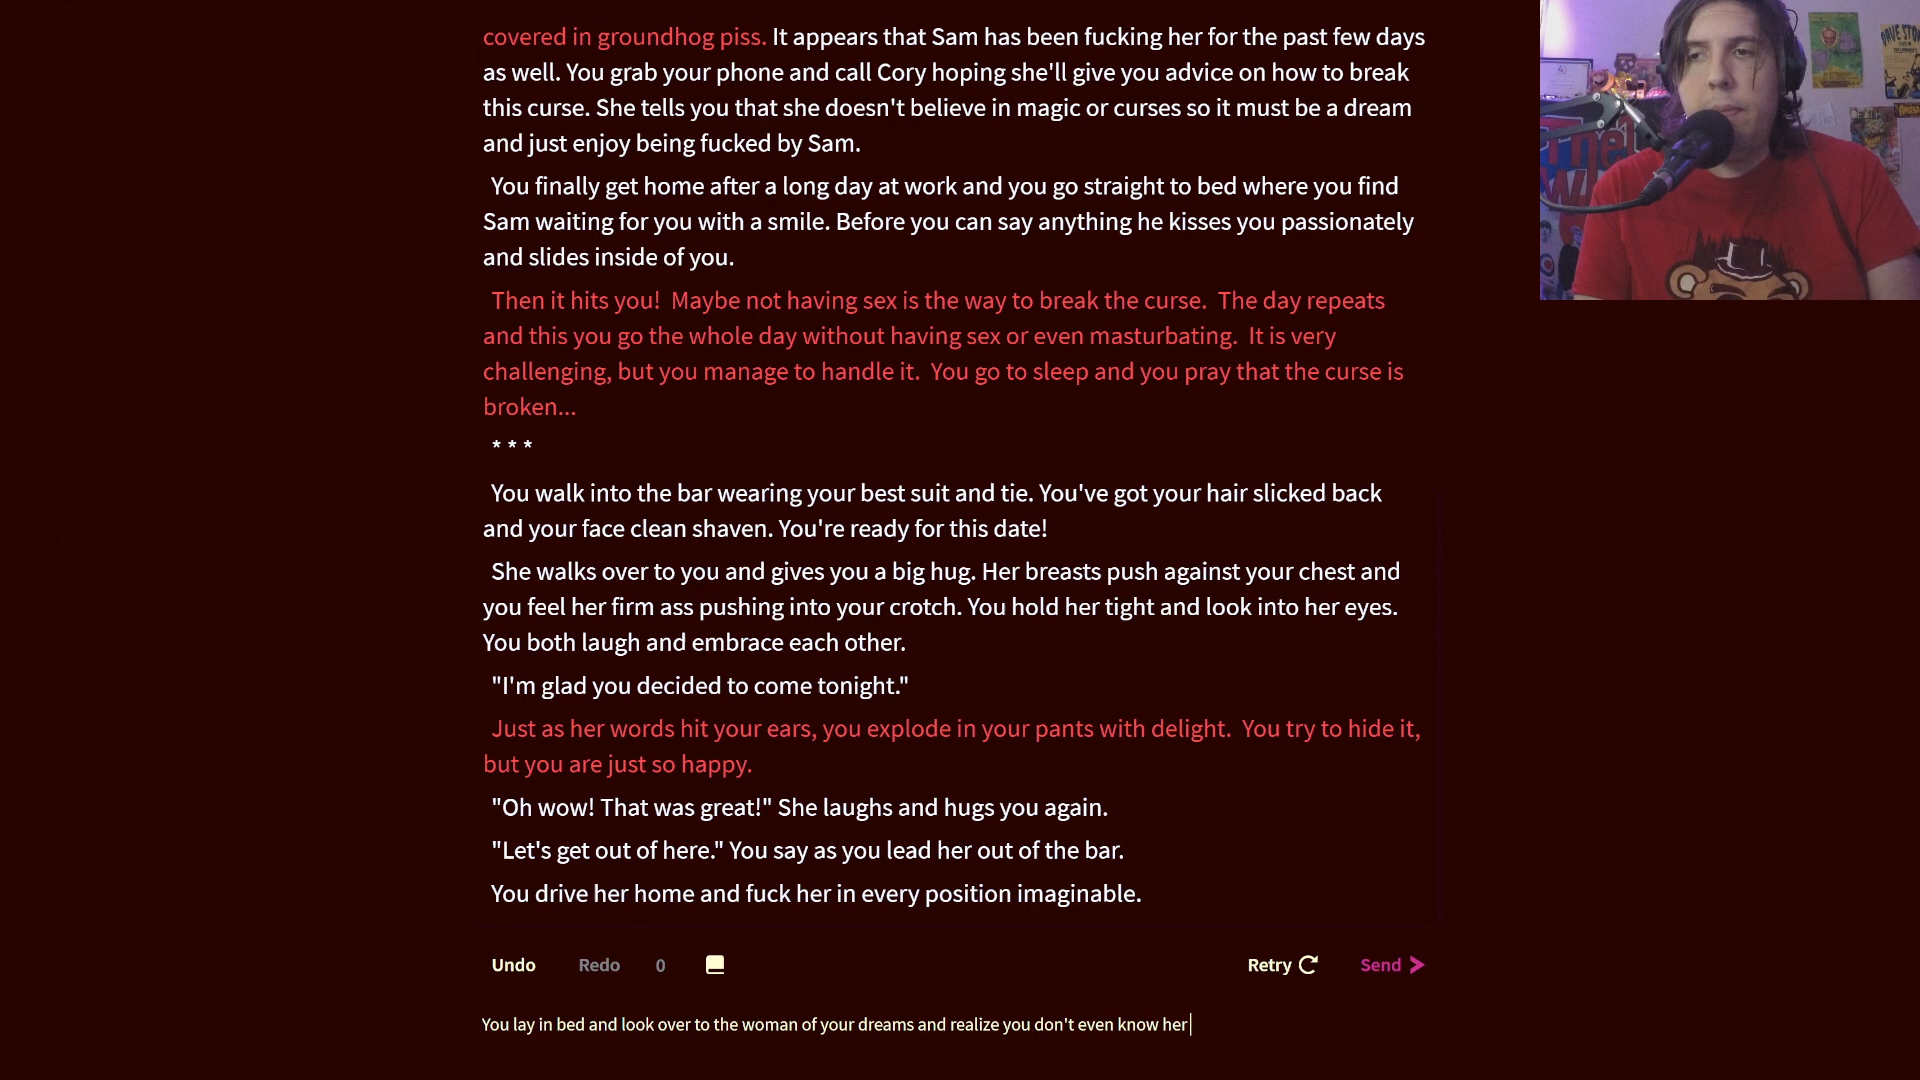 covered in groundhog piss. It appears that Sam has been fucking her for the past few days
as well. You grab your phone and call Cory hoping she'll give you advice on how to break
this curse. She tells you that she doesn't believe in magic or curses so it must be a dream
and just enjoy being fucked by Sam.
You finally get home after a long day at work and you go straight to bed where you find
Sam waiting for you with a smile. Before you can say anything he kisses you passionately
and slides inside of you.
Then it hits you!  Maybe not having sex is the way to break the curse.  The day repeats
and this you go the whole day without having sex or even masturbating.  It is very
challenging, but you manage to handle it.  You go to sleep and you pray that the curse is
broken...
* * *
You walk into the bar wearing your best suit and tie. You've got your hair slicked back
and your face clean shaven. You're ready for this date!
She walks over to you and gives you a big hug. Her breasts push against your chest and
you feel her firm ass pushing into your crotch. You hold her tight and look into her eyes.
You both laugh and embrace each other.
"I'm glad you decided to come tonight."
Just as her words hit your ears, you explode in your pants with delight.  You try to hide it,
but you are just so happy.
"Oh wow! That was great!" She laughs and hugs you again.
"Let's get out of here." You say as you lead her out of the bar.
You drive her home and fuck her in every position imaginable.
Undo Redo 0 Retry Send
You lay in bed and look over to the woman of your dreams and realize you don't even know her